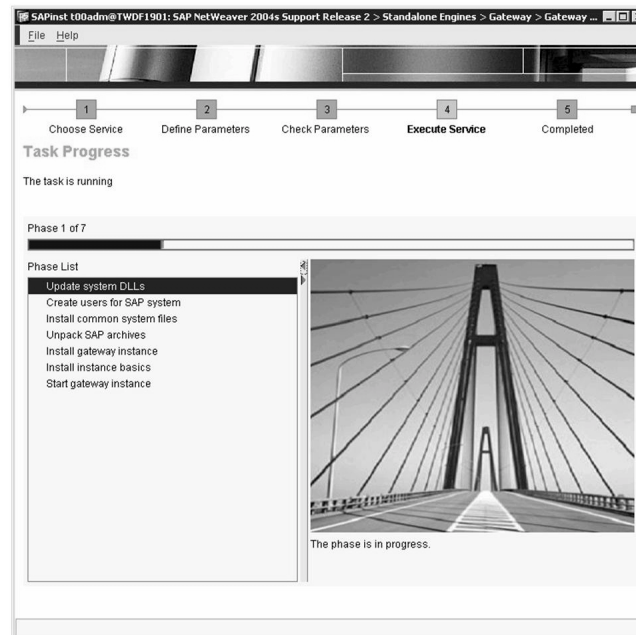 SAPinst t00adm@TWDF1901: SAP NetWeaver 2004s Support Release 2 > Standalone Engines > Gateway > Gateway ...
File Help
1 2 3 4 5
Choose Service Define Parameters Check Parameters Execute Service Completed
Task Progress
The task is running
Phase 1 of 7
Phase List
Update system DLLs
Create users for SAP system
Install common system files
Unpack SAP archives
Install gateway instance
Install instance basics
Start gateway instance
The phase is in progress.